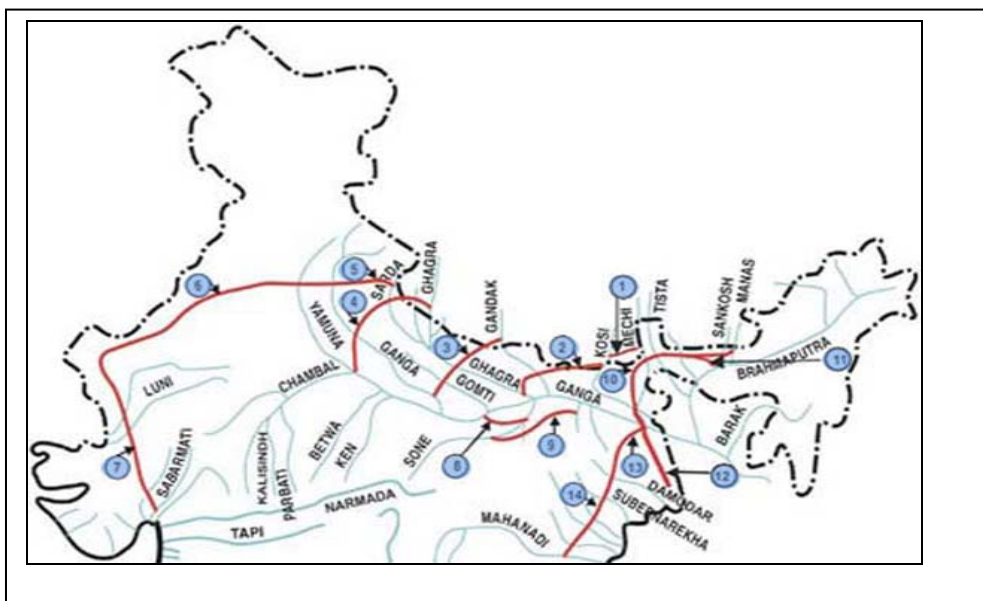 GHAGRA
SARDA
5
6
4
YAMUNA
GANGA
3
GANDAK
GHAGRA
GOMTI
2
KOSI
1
MECHI
TISTA
SANKOSH
MANAS
10
GANGA
BRAHMAPUTRA
11
LUNI
CHAMBAL
7
SABARMATI
KALISINDH
PARBATI
BETWA
KEN
SONE
8
9
BARAK
13
12
14
DAMODAR
SUBERNAREKHA
NARMADA
TAPI
MAHANADI